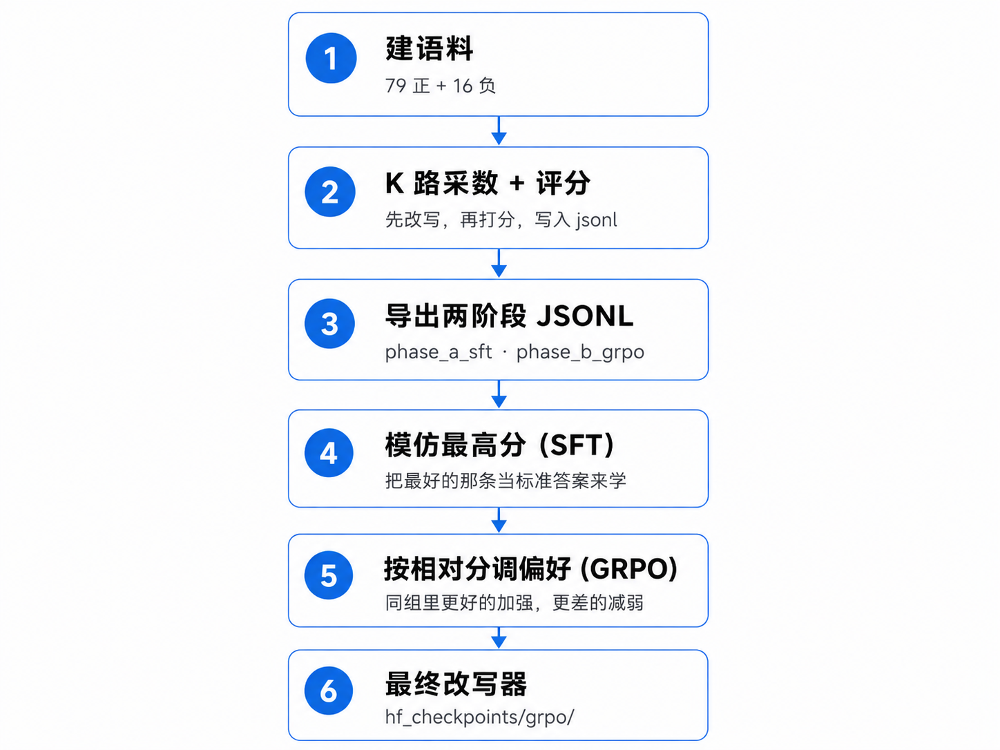 1
建语料
79 正 + 16 负
2
K 路采数 + 评分
先改写，再打分，写入 jsonl
3
导出两阶段 JSONL
phase_a_sft · phase_b_grpo
4
模仿最高分 (SFT)
把最好的那条当标准答案来学
5
按相对分调偏好 (GRPO)
同组里更好的加强，更差的减弱
6
最终改写器
hf_checkpoints/grpo/